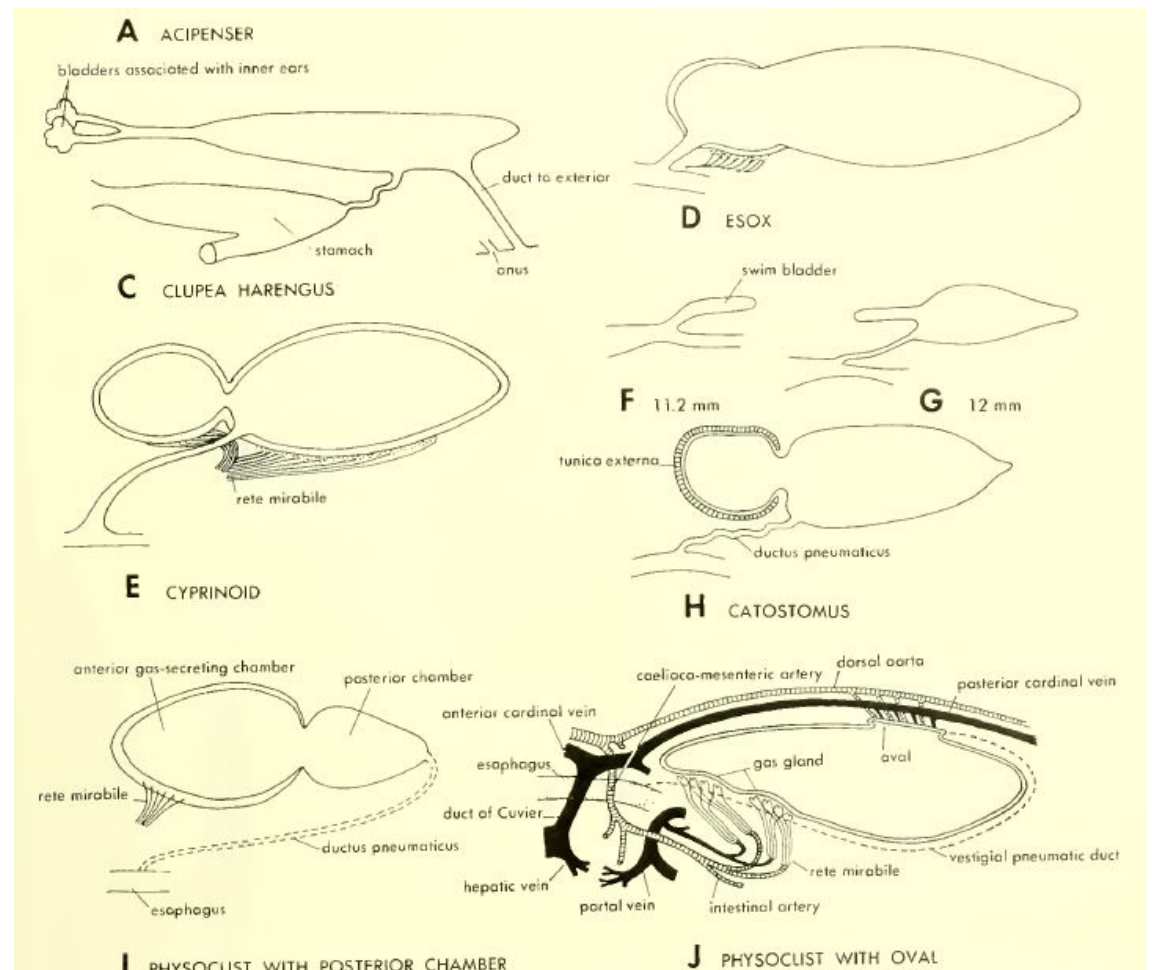 A ACIPENSER
bladders associated with inner ears
duct to exterior
stomach
anus
D ESOX
C CLUPEA HARENGUS
swim bladder
F 11.2 mm
G 12 mm
tunica externa
rete mirabile
ductus pneumaticus
E CYPRINOID
H CATOSTOMUS
anterior gas-secreting chamber
posterior chamber
rete mirabile
ductus pneumaticus
esophagus
caelioco-mesenteric artery
dorsal aorta
posterior cardinal vein
anterior cardinal vein
esophagus
oval
gas gland
duct of Cuvier
vestigial pneumatic duct
rete mirabile
hepatic vein
portal vein
intestinal artery
I PHYSOCLIST WITH POSTERIOR CHAMBER
J PHYSOCLIST WITH OVAL